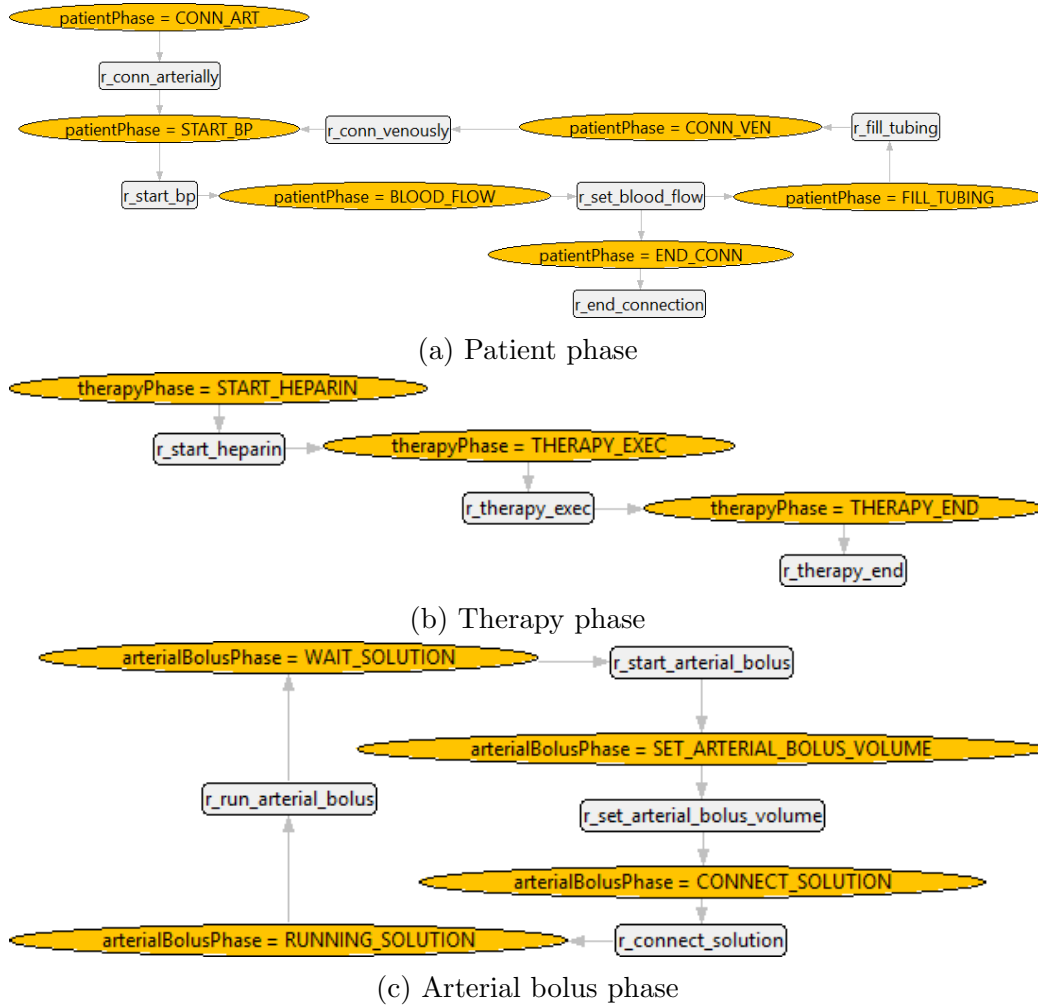 patientPhase = CONN_ART
r_conn_arterially
patientPhase = START_BP
r_conn_venously
patientPhase = CONN_VEN
r_fill_tubing
r_start_bp
patientPhase = BLOOD_FLOW
r_set_blood_flow
patientPhase = FILL_TUBING
patientPhase = END_CONN
r_end_connection
(a) Patient phase
therapyPhase = START_HEPARIN
r_start_heparin
therapyPhase = THERAPY_EXEC
r_therapy_exec
therapyPhase = THERAPY_END
r_therapy_end
(b) Therapy phase
arterialBolusPhase = WAIT_SOLUTION
r_start_arterial_bolus
arterialBolusPhase = SET_ARTERIAL_BOLUS_VOLUME
r_run_arterial_bolus
r_set_arterial_bolus_volume
arterialBolusPhase = CONNECT_SOLUTION
arterialBolusPhase = RUNNING_SOLUTION
r_connect_solution
(c) Arterial bolus phase